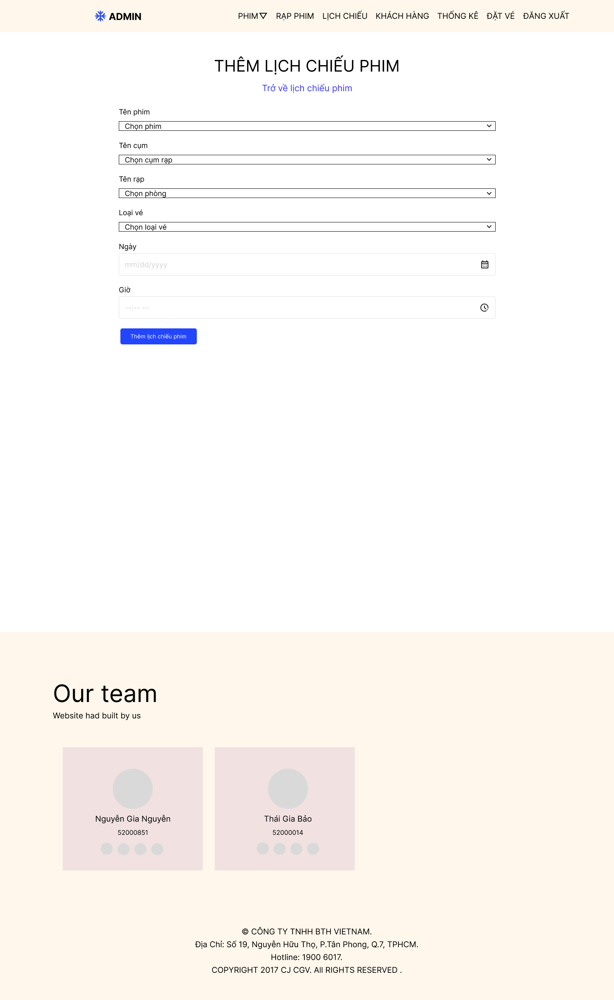 ADMIN
PHIM RẠP PHIM LỊCH CHIẾU KHÁCH HÀNG THỐNG KÊ ĐẶT VÉ ĐĂNG XUẤT
THÊM LỊCH CHIẾU PHIM
Trở về lịch chiếu phim
Tên phim
Chọn phim
Tên cụm
Chọn cụm rạp
Tên rạp
Chọn phòng
Loại vé
Chọn loại vé
Ngày
mm/dd/yyyy
Giờ
--:-- --
Thêm lịch chiếu phim
Our team
Website had built by us
Nguyễn Gia Nguyễn
52000851
Thái Gia Bảo
52000014
© CÔNG TY TNHH BTH VIETNAM.
Địa Chỉ: Số 19, Nguyễn Hữu Thọ, P.Tân Phong, Q.7, TPHCM.
Hotline: 1900 6017.
COPYRIGHT 2017 CJ CGV. All RIGHTS RESERVED .